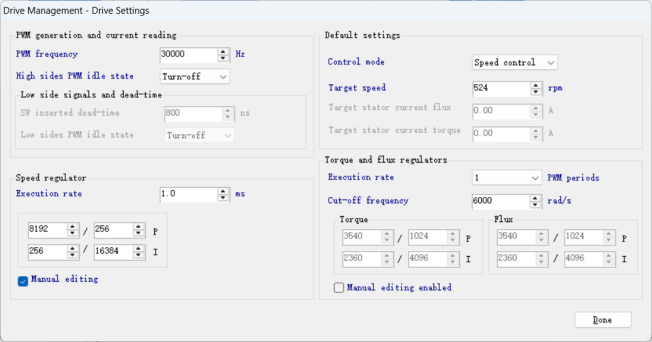 Drive Management - Drive Settings
PWM generation and current reading
PWM frequency 30000 Hz
High sides PWM idle state Turn-off
Low side signals and dead-time
SW inserted dead-time 800 ns
Low sides PWM idle state Turn-off
Speed regulator
Execution rate 1.0 ms
8192 / 256 P
256 / 16384 I
Manual editing
Default settings
Control mode Speed control
Target speed 524 rpm
Target stator current flux 0.00 A
Target stator current torque 0.00 A
Torque and flux regulators
Execution rate 1 PWM periods
Cut-off frequency 6000 rad/s
Torque Flux
3540 / 1024 P 3540 / 1024 P
2360 / 4096 I 2360 / 4096 I
Manual editing enabled
Done